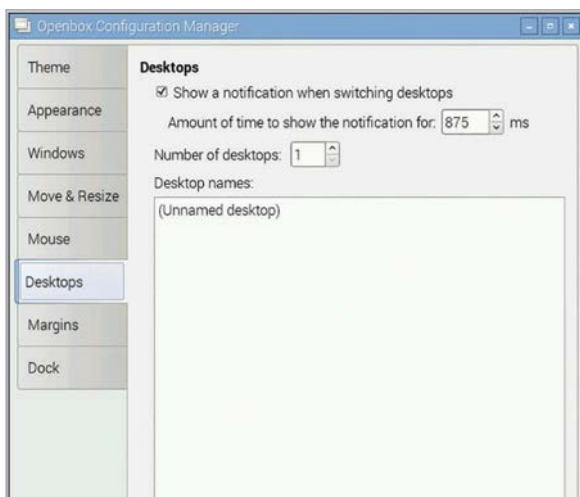 Openbox Configuration Manager
Theme
Appearance
Windows
Move & Resize
Mouse
Desktops
Margins
Dock
Desktops
Show a notification when switching desktops
Amount of time to show the notification for: 875 ms
Number of desktops: 1
Desktop names:
(Unnamed desktop)